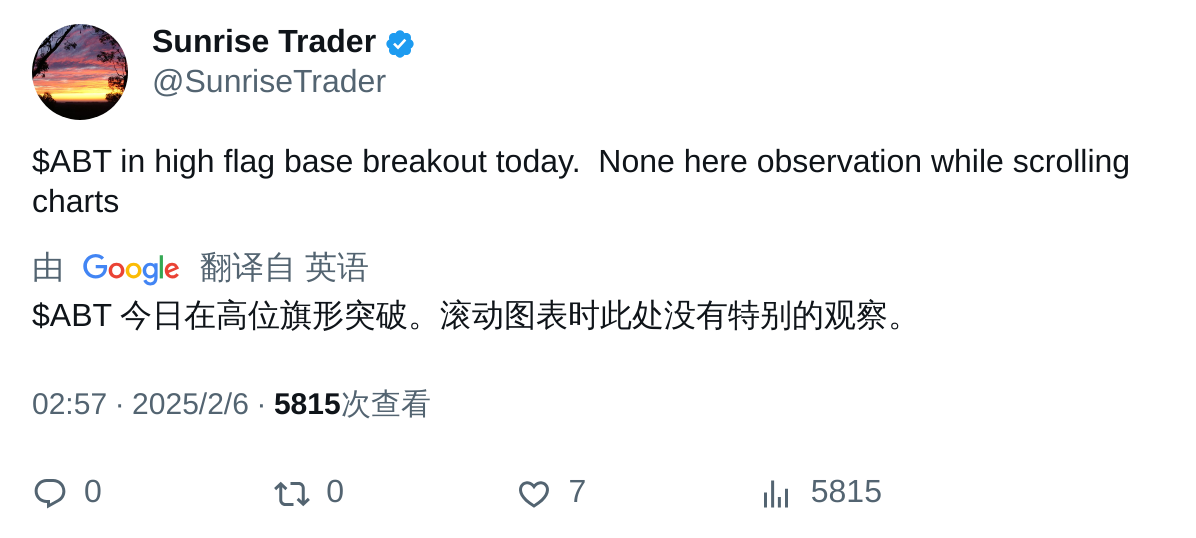 Sunrise Trader
@SunriseTrader
$ABT in high flag base breakout today.  None here observation while scrolling
charts
由 Google 翻译自 英语
$ABT 今日在高位旗形突破。滚动图表时此处没有特别的观察。
02:57 · 2025/2/6 · 5815次查看
0 0 7 5815